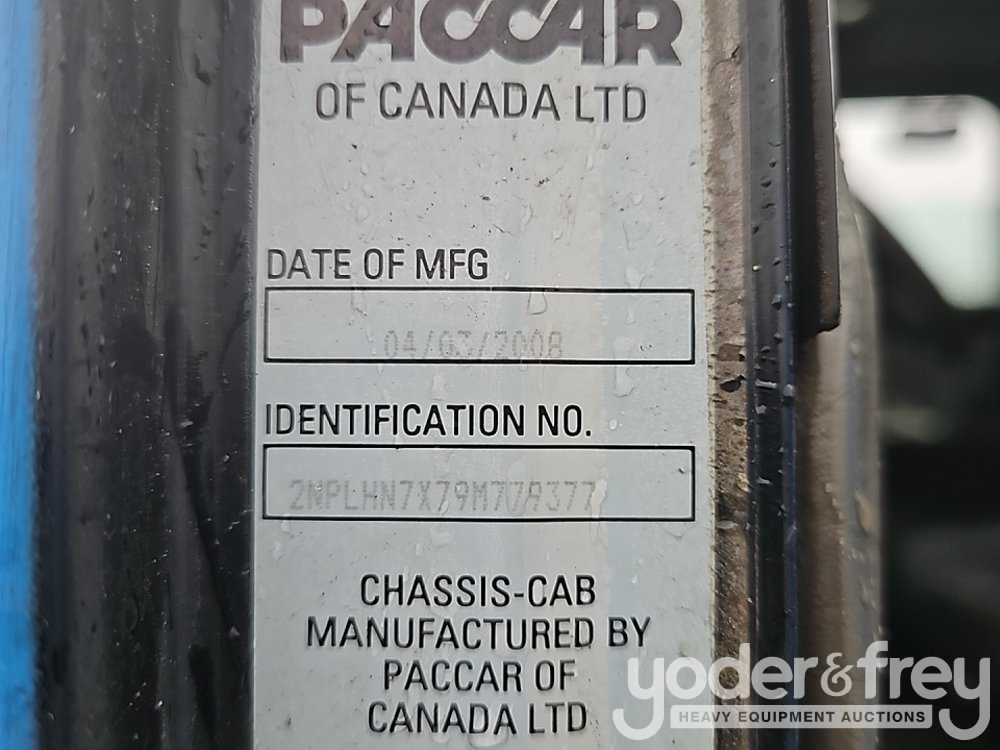 PACCAR
OF CANADA LTD
DATE OF MFG
04/03/2008
IDENTIFICATION NO.
2NPLHN7X79M779377
CHASSIS-CAB
MANUFACTURED BY
PACCAR OF
CANADA LTD
yoder&frey
HEAVY EQUIPMENT AUCTIONS